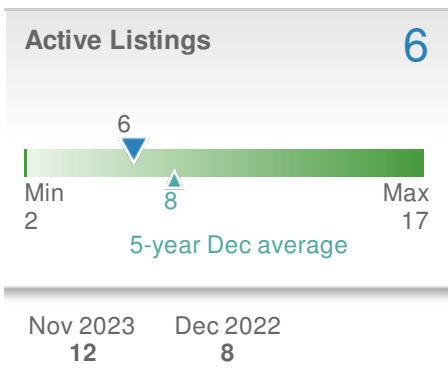 Active Listings 6
6
Min Max
2 8 17
5-year Dec average
Nov 2023 Dec 2022
12 8